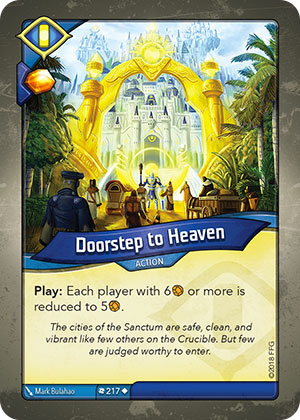 Doorstep to Heaven
ACTION
Play: Each player with 6 or more is
reduced to 5.
The cities of the Sanctum are safe, clean, and
vibrant like few others on the Crucible. But few
are judged worthy to enter.
©2018 FFG
Mark Bulahao
217